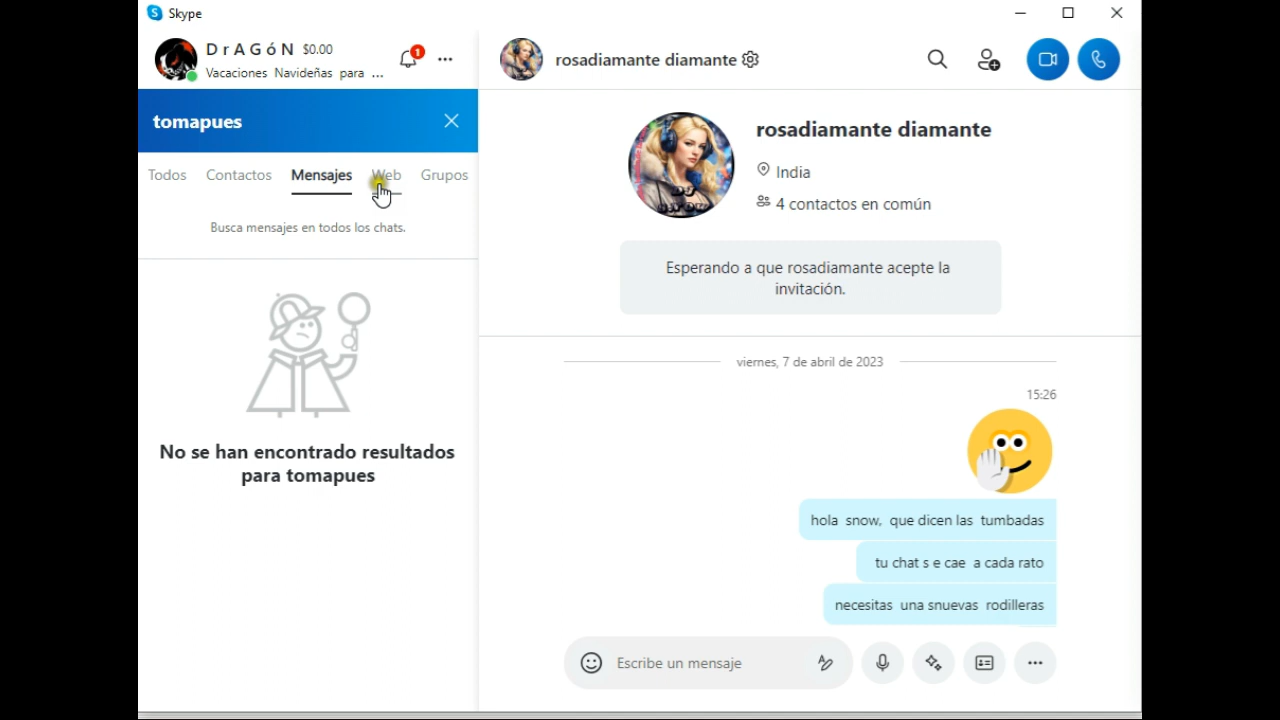 Skype
D r A G ó N $0.00
1
Vacaciones Navideñas para ...
tomapues
Todos Contactos Mensajes Web Grupos
Busca mensajes en todos los chats.
No se han encontrado resultados
para tomapues
rosadiamante diamante
rosadiamante diamante
India
4 contactos en común
Esperando a que rosadiamante acepte la
invitación.
viernes, 7 de abril de 2023
15:26
hola snow, que dicen las tumbadas
tu chat s e cae a cada rato
necesitas una snuevas rodilleras
Escribe un mensaje